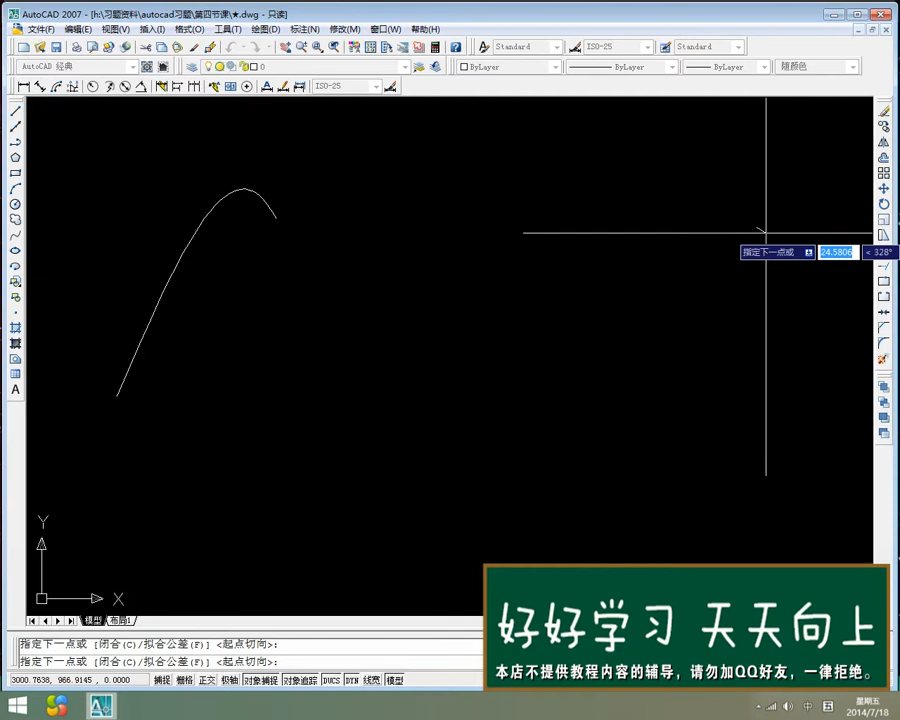 AutoCAD 2007 - [h:\习题资料\autocad习题\第四节课\★.dwg - 只读]
文件(F) 编辑(E) 视图(V) 插入(I) 格式(O) 工具(T) 绘图(D) 标注(N) 修改(M) 窗口(W) 帮助(H)
Standard ISO-25 Standard
AutoCAD 经典 0 ByLayer ByLayer ByLayer 随颜色
ISO-25
指定下一点或 24.5806 < 328°
A
Y
X
模型 布局1
好好学习 天天向上
本店不提供教程内容的辅导，请勿加QQ好友，一律拒绝。
指定下一点或 [闭合(C)/拟合公差(F)] <起点切向>:
指定下一点或 [闭合(C)/拟合公差(F)] <起点切向>:
3000.7638, 966.9145, 0.0000 捕捉 栅格 正交 极轴 对象捕捉 对象追踪 DUCS DYN 线宽 模型
中 五
星期五
2014/7/18